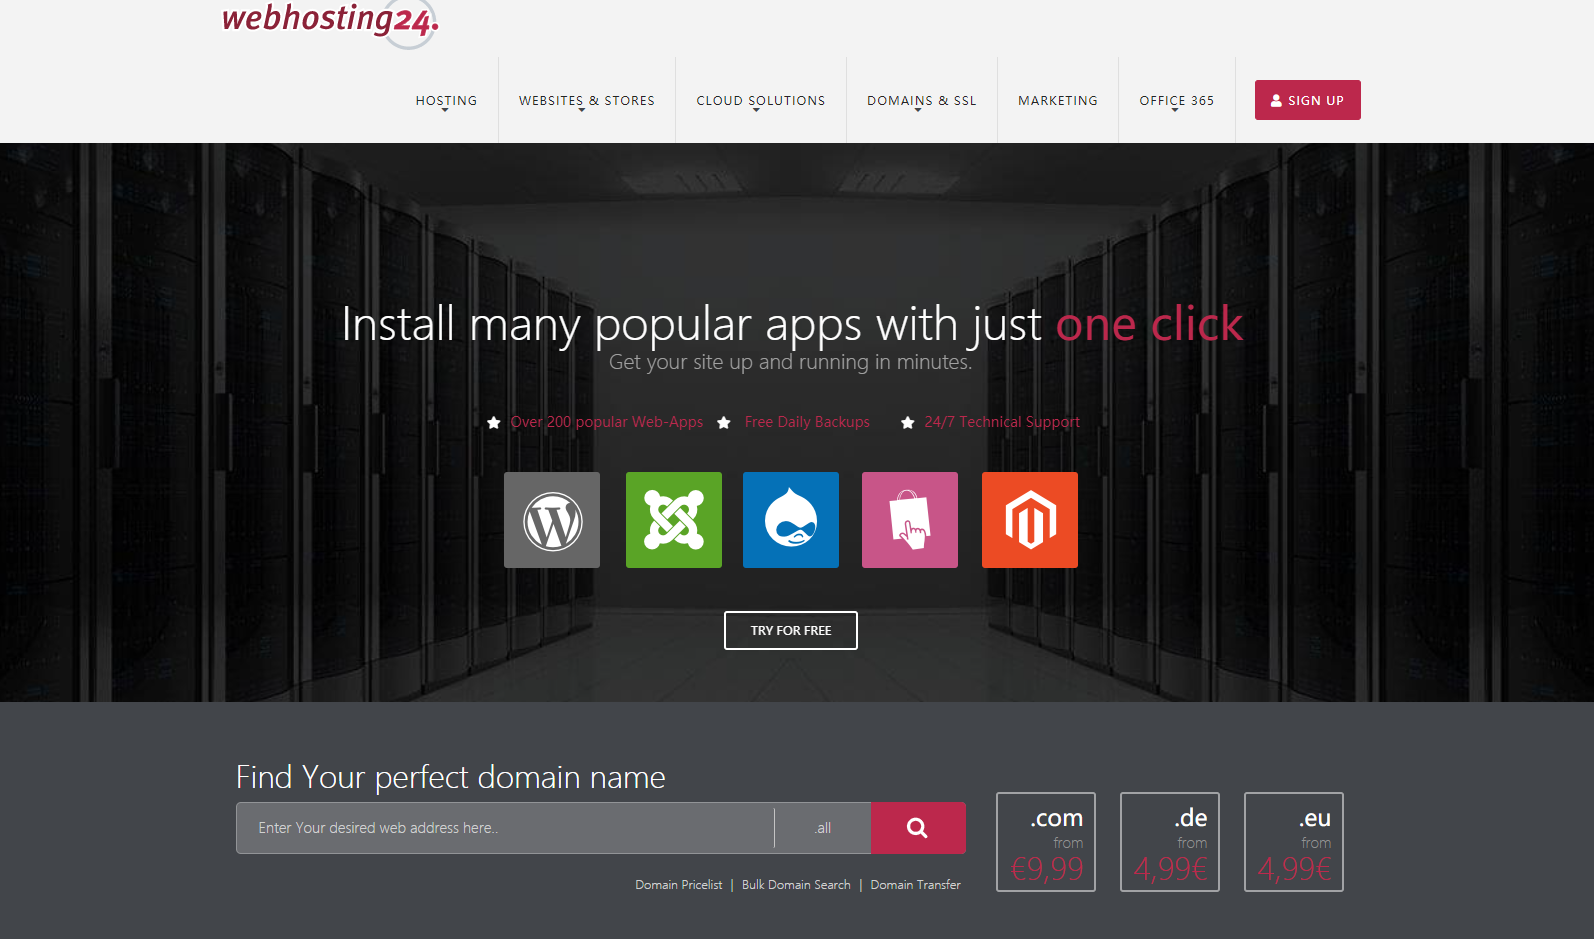 webhosting24.
HOSTING
WEBSITES & STORES
CLOUD SOLUTIONS
DOMAINS & SSL
MARKETING
OFFICE 365
SIGN UP
Install many popular apps with just one click
Get your site up and running in minutes.
Over 200 popular Web-Apps
Free Daily Backups
24/7 Technical Support
TRY FOR FREE
Find Your perfect domain name
Enter Your desired web address here..
.all
Domain Pricelist | Bulk Domain Search | Domain Transfer
.com
from
€9,99
.de
from
4,99€
.eu
from
4,99€